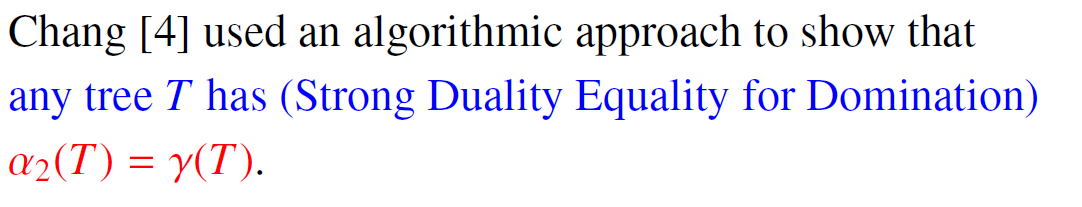 Chang [4] used an algorithmic approach to show that
any tree T has (Strong Duality Equality for Domination)
α₂(T) = γ(T).